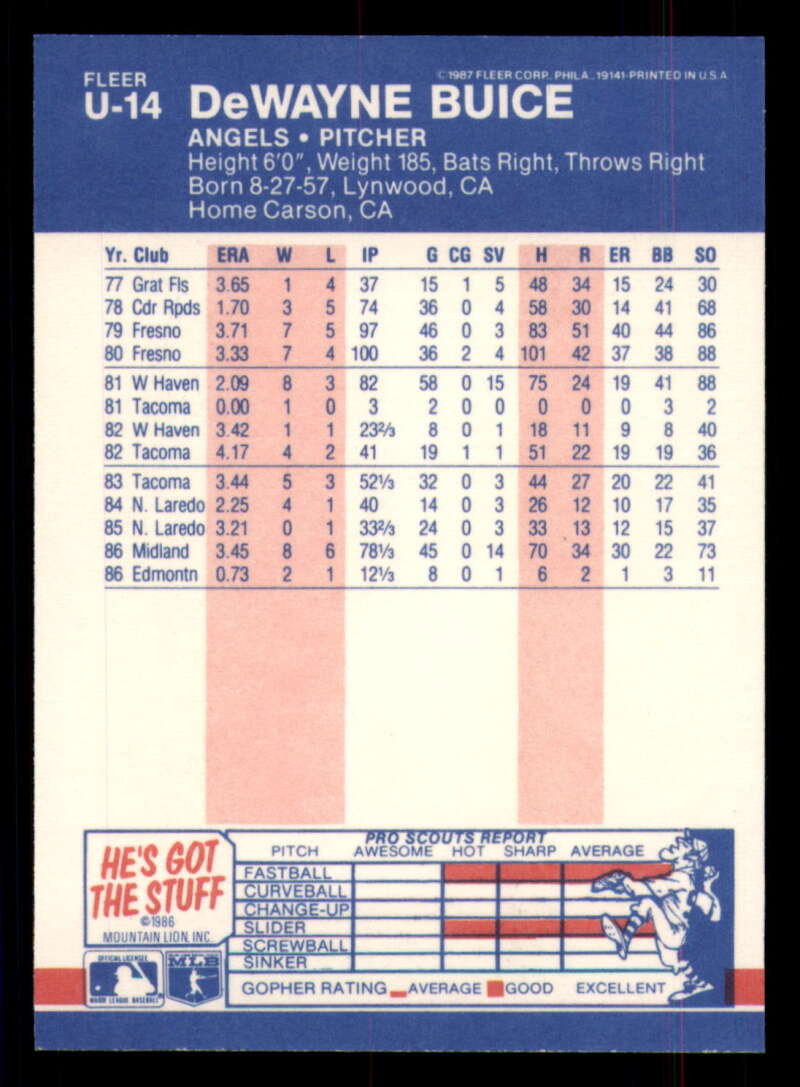 FLEER
©1987 FLEER CORP., PHILA., 19141-PRINTED IN U.S.A
U-14 DeWAYNE BUICE
ANGELS • PITCHER
Height 6'0", Weight 185, Bats Right, Throws Right
Born 8-27-57, Lynwood, CA
Home Carson, CA
Yr. Club ERA W L IP G CG SV H R ER BB SO
77 Grat Fls 3.65 1 4 37 15 1 5 48 34 15 24 30
78 Cdr Rpds 1.70 3 5 74 36 0 4 58 30 14 41 68
79 Fresno 3.71 7 5 97 46 0 3 83 51 40 44 86
80 Fresno 3.33 7 4 100 36 2 4 101 42 37 38 88
81 W Haven 2.09 8 3 82 58 0 15 75 24 19 41 88
81 Tacoma 0.00 1 0 3 2 0 0 0 0 0 3 2
82 W Haven 3.42 1 1 23⅔ 8 0 1 18 11 9 8 40
82 Tacoma 4.17 4 2 41 19 1 1 51 22 19 19 36
83 Tacoma 3.44 5 3 52⅓ 32 0 3 44 27 20 22 41
84 N. Laredo 2.25 4 1 40 14 0 3 26 12 10 17 35
85 N. Laredo 3.21 0 1 33⅔ 24 0 3 33 13 12 15 37
86 Midland 3.45 8 6 78⅓ 45 0 14 70 34 30 22 73
86 Edmontn 0.73 2 1 12⅓ 8 0 1 6 2 1 3 11
HE'S GOT
THE STUFF
©1986
MOUNTAIN LION, INC.
PRO SCOUTS REPORT
PITCH AWESOME HOT SHARP AVERAGE
FASTBALL
CURVEBALL
CHANGE-UP
SLIDER
SCREWBALL
SINKER
GOPHER RATING AVERAGE GOOD EXCELLENT
OFFICIAL LICENSEE
MAJOR LEAGUE BASEBALL
MLB